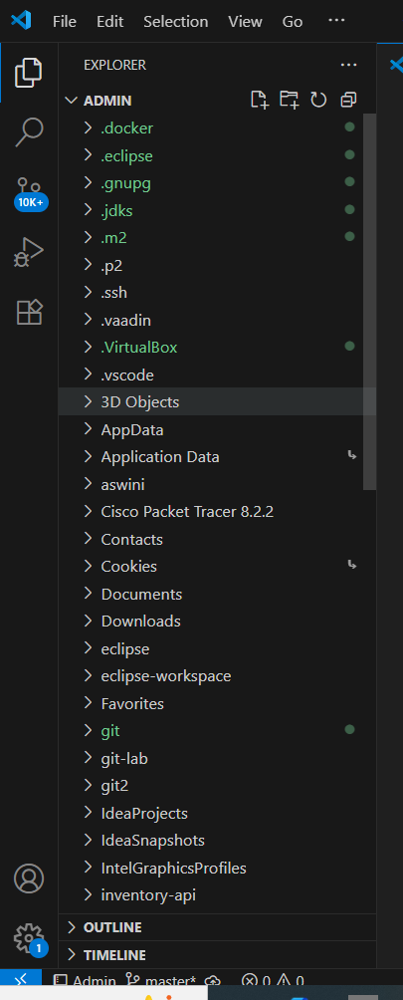 File Edit Selection View Go ···
EXPLORER ···
ADMIN
.docker
.eclipse
.gnupg
.jdks
10K+
.m2
.p2
.ssh
.vaadin
.VirtualBox
.vscode
3D Objects
AppData
Application Data
aswini
Cisco Packet Tracer 8.2.2
Contacts
Cookies
Documents
Downloads
eclipse
eclipse-workspace
Favorites
git
git-lab
git2
IdeaProjects
IdeaSnapshots
IntelGraphicsProfiles
inventory-api
OUTLINE
1
TIMELINE
Admin master* 0 0